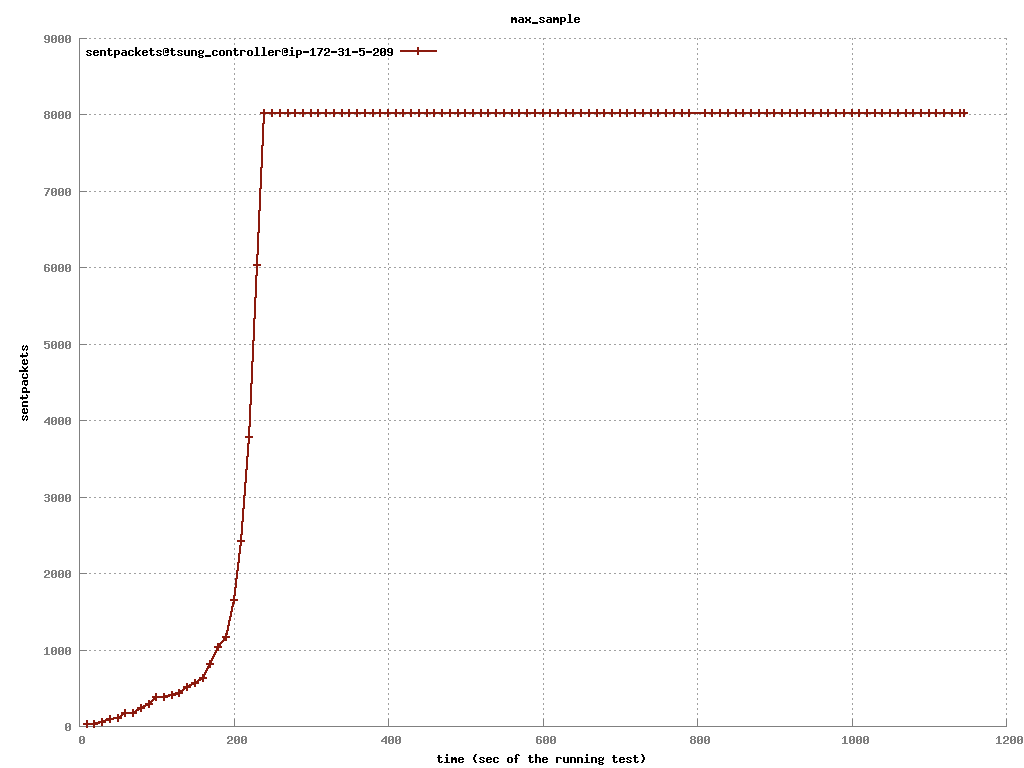 max_sample
9000
sentpackets@tsung_controller@ip-172-31-5-209
8000
7000
6000
5000
sentpackets
4000
3000
2000
1000
0
0 200 400 600 800 1000 1200
time (sec of the running test)